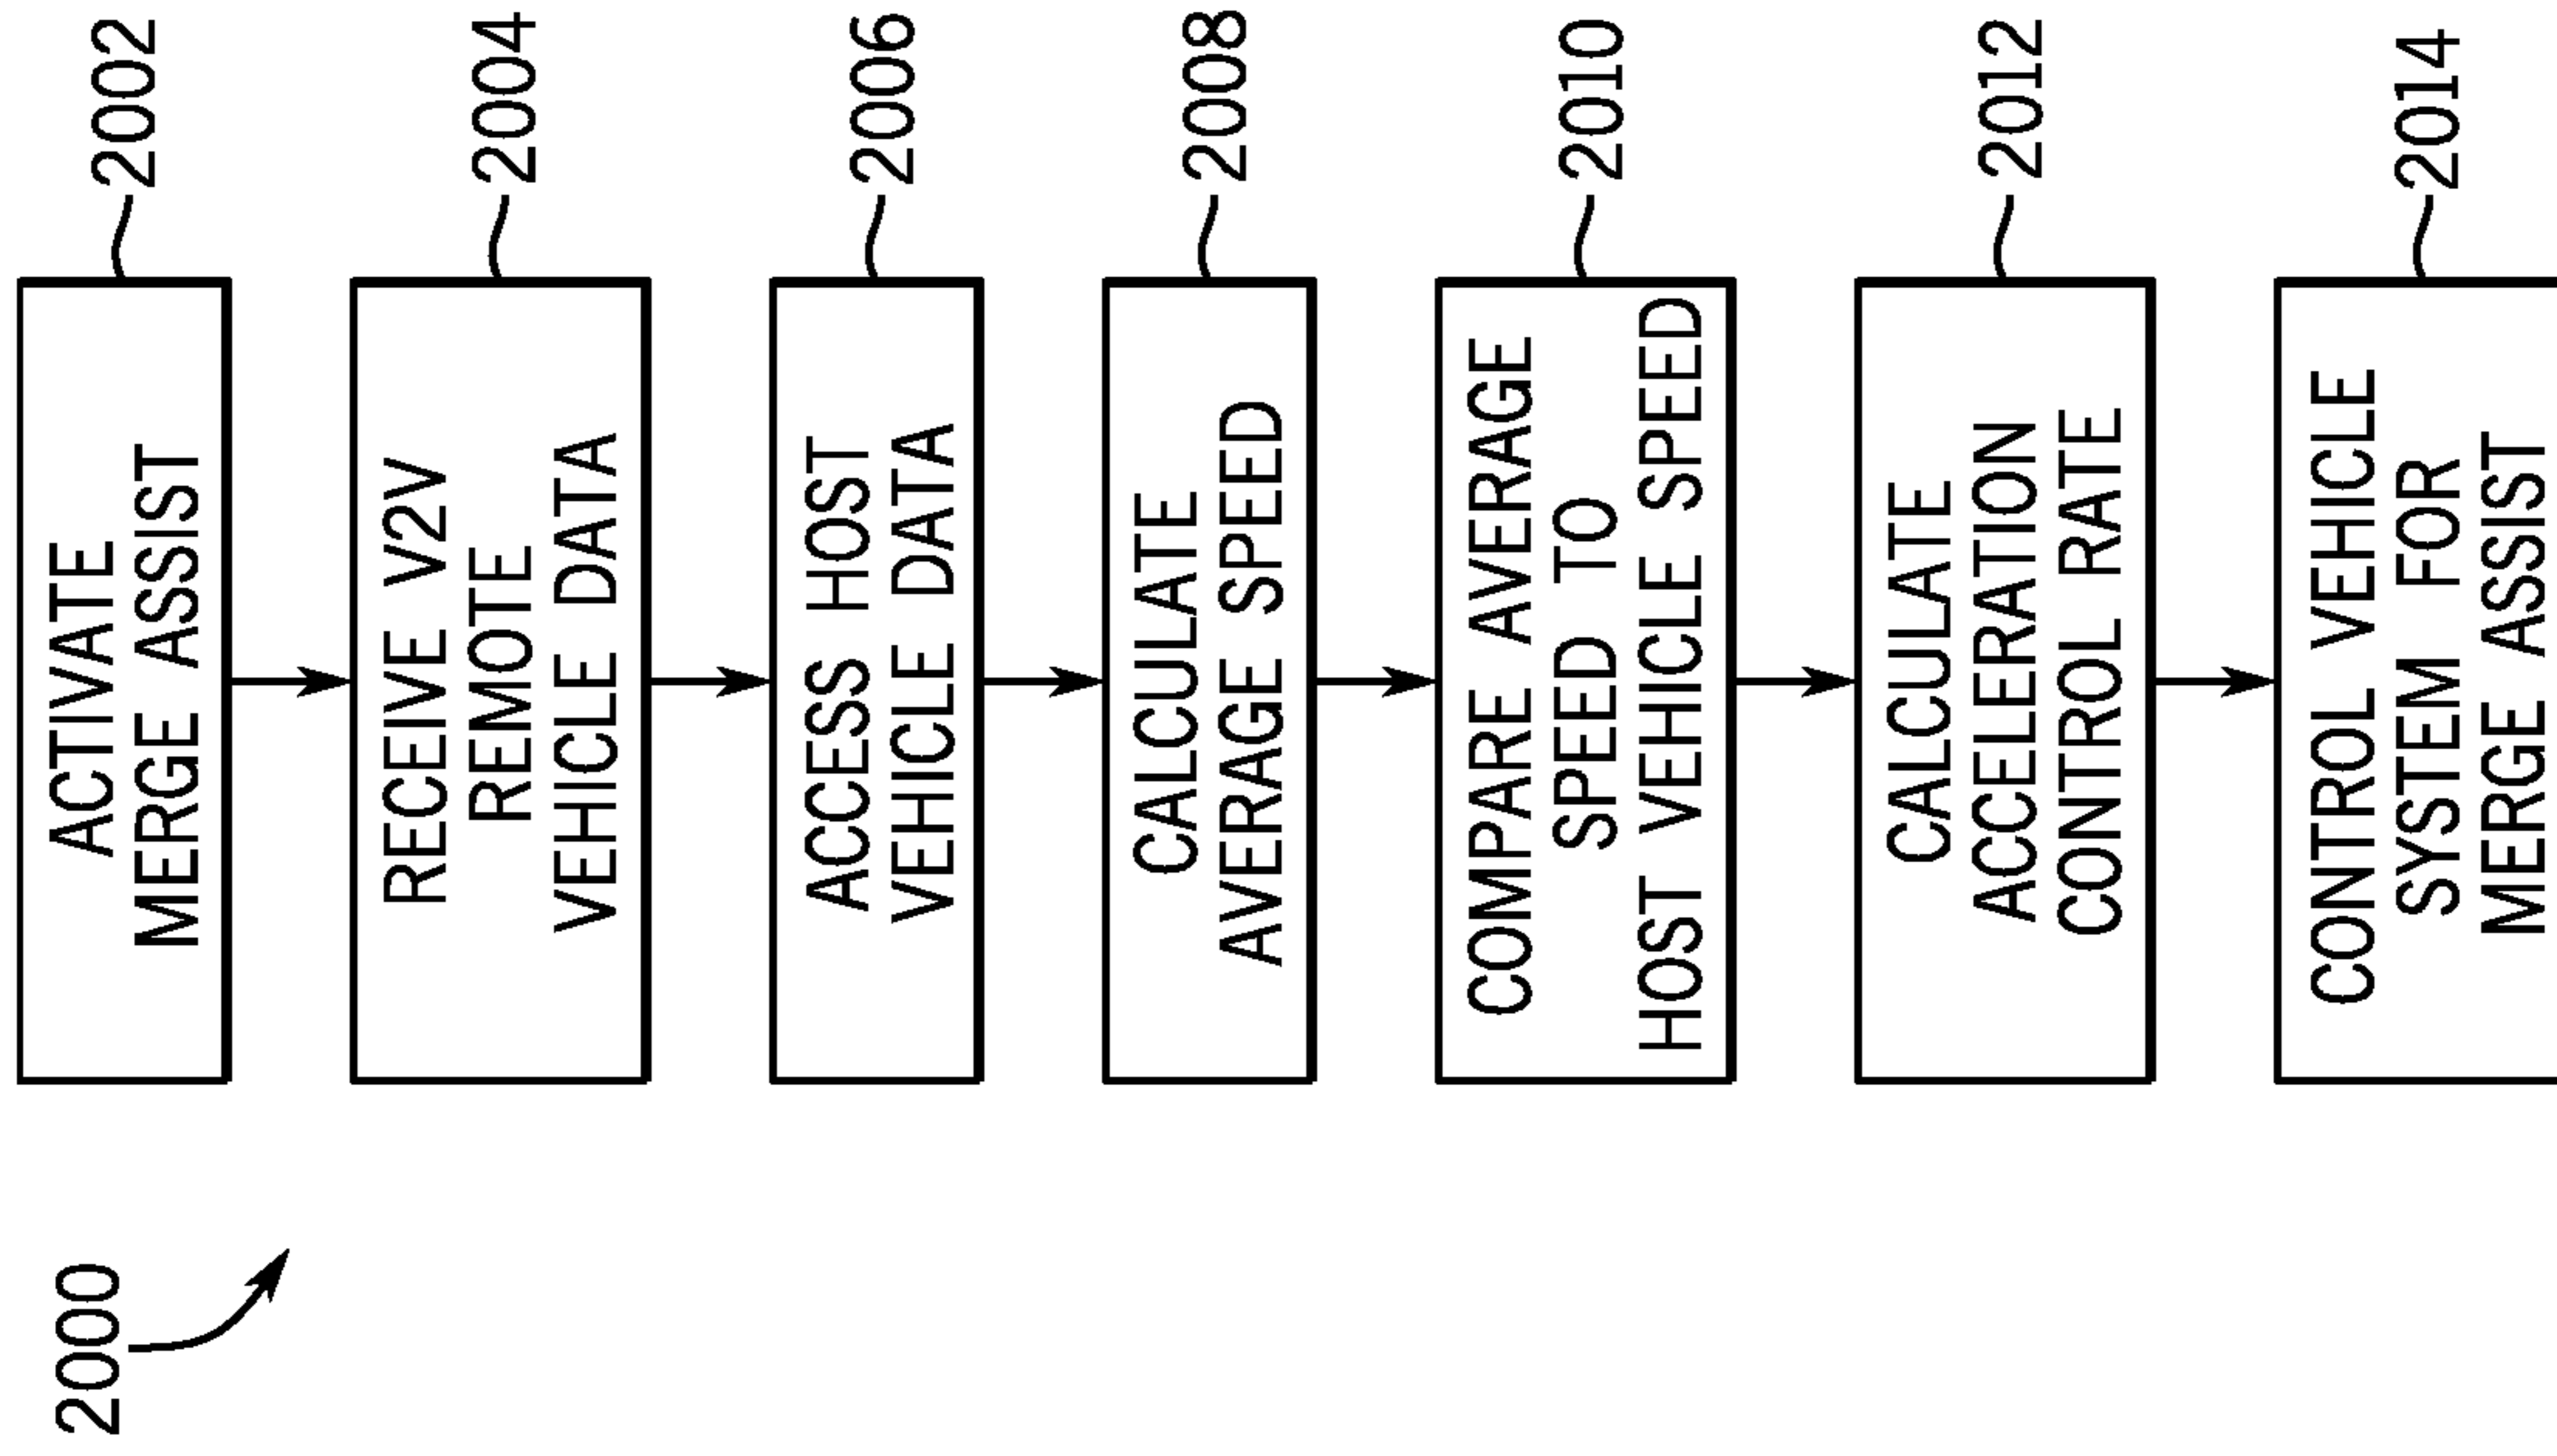 2000
ACTIVATE
MERGE ASSIST
2002
RECEIVE V2V
REMOTE
VEHICLE DATA
2004
ACCESS HOST
VEHICLE DATA
2006
CALCULATE
AVERAGE SPEED
2008
COMPARE AVERAGE
SPEED TO
HOST VEHICLE SPEED
2010
CALCULATE
ACCELERATION
CONTROL RATE
2012
CONTROL VEHICLE
SYSTEM FOR
MERGE ASSIST
2014